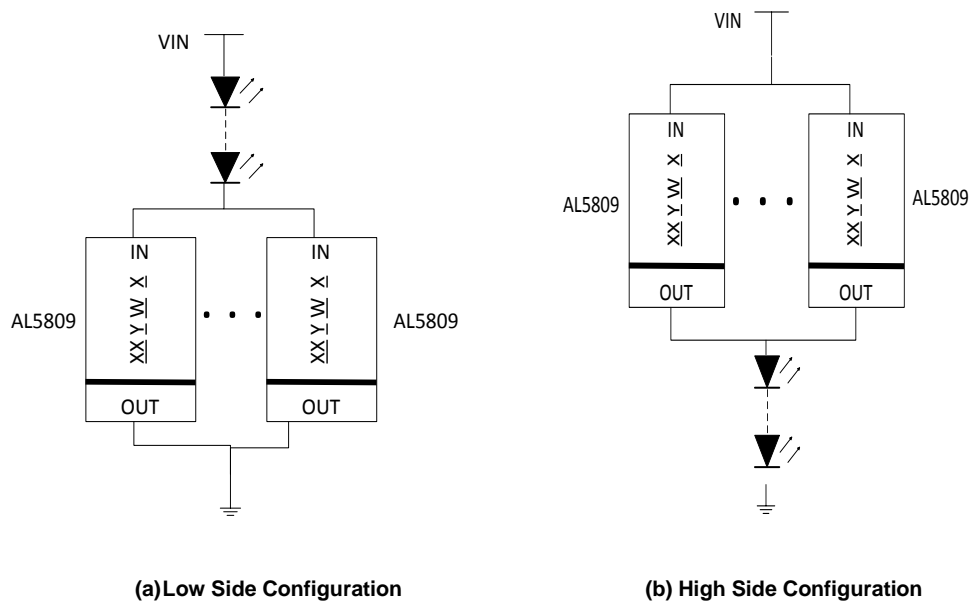 VIN
IN
XX Y W X
OUT
AL5809
IN
XX Y W X
OUT
AL5809
(a)Low Side Configuration
VIN
IN
XX Y W X
OUT
AL5809
IN
XX Y W X
OUT
AL5809
(b) High Side Configuration